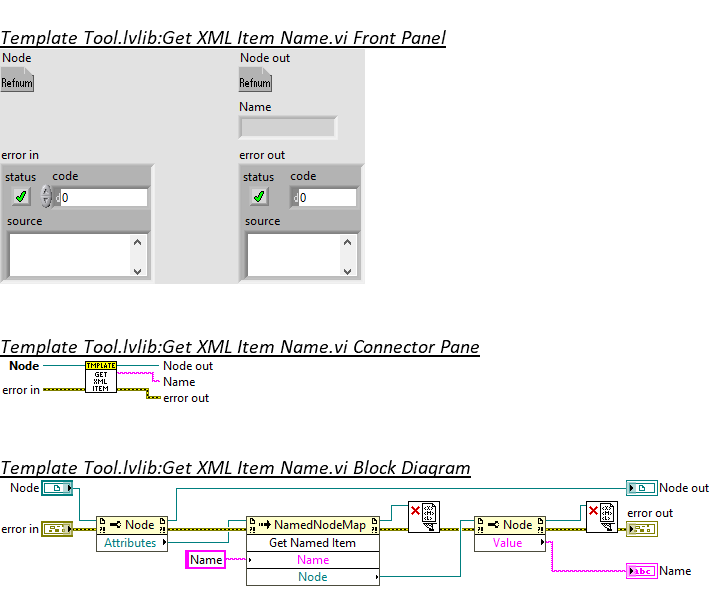 Template Tool.lvlib:Get XML Item Name.vi Front Panel
Node
Node out
Refnum
Refnum
Name
error in
error out
status
code
status
code
0
0
source
source
Template Tool.lvlib:Get XML Item Name.vi Connector Pane
Node
TMPLATE
Node out
GET
XML
ITEM
Name
error in
error out
Template Tool.lvlib:Get XML Item Name.vi Block Diagram
Node
Node out
error out
error in
Node
NamedNodeMap
Node
Attributes
Get Named Item
Value
Name
Name
abc
Name
Node